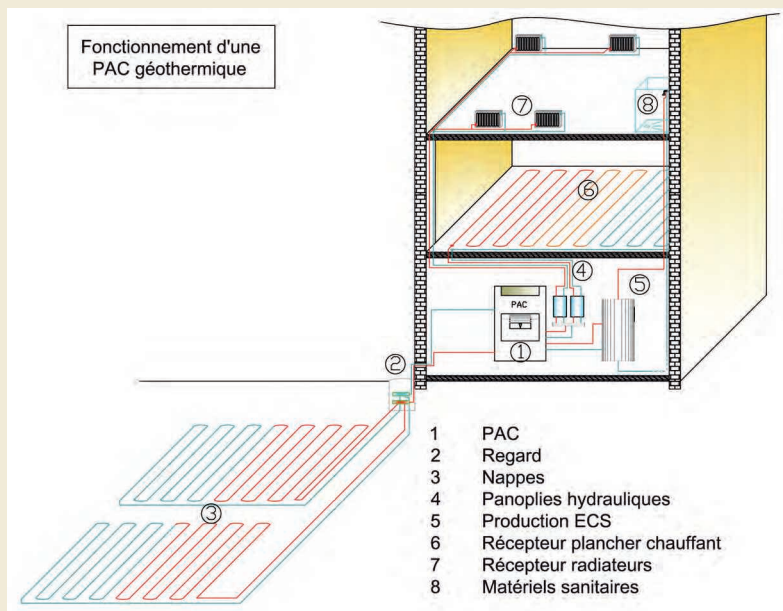 Fonctionnement d'une
PAC géothermique
7
8
6
4
5
PAC
1
2
3
1 PAC
2 Regard
3 Nappes
4 Panoplies hydrauliques
5 Production ECS
6 Récepteur plancher chauffant
7 Récepteur radiateurs
8 Matériels sanitaires